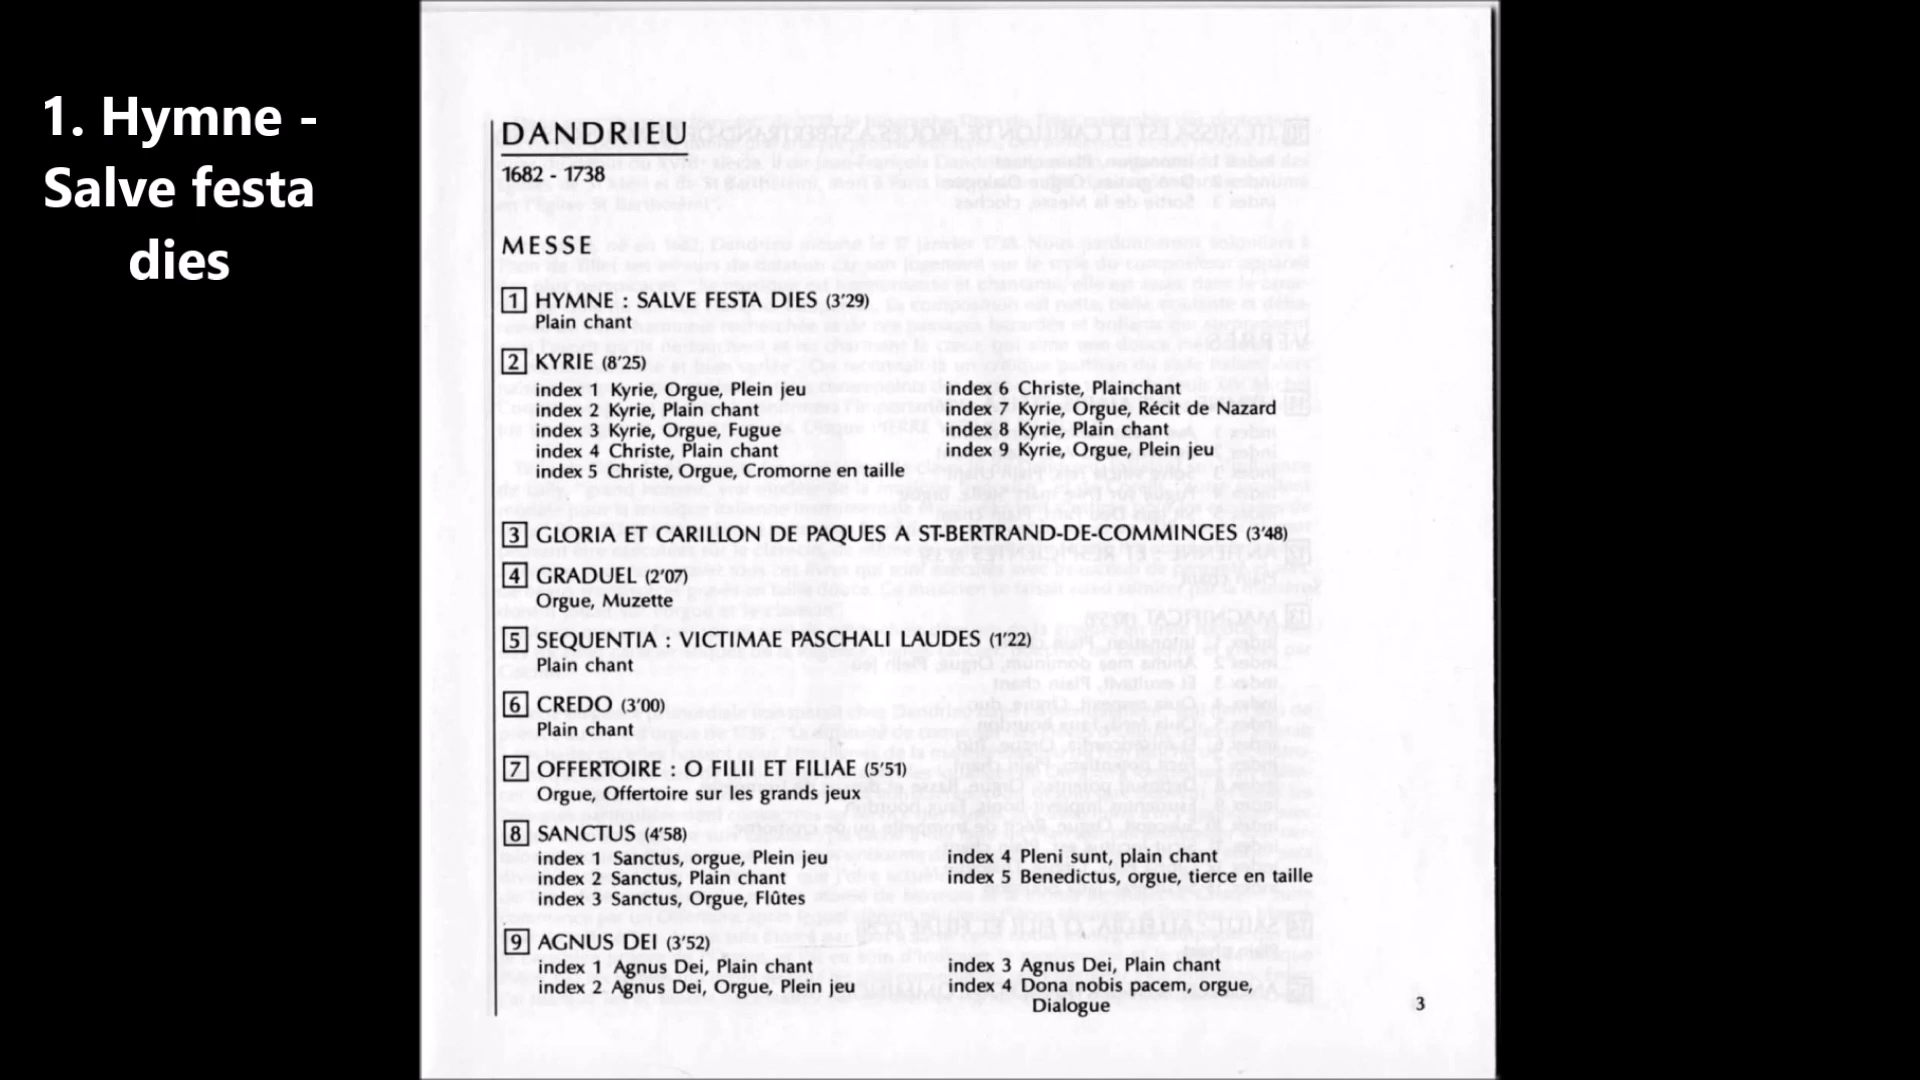 1. Hymne -
Salve festa
dies
DANDRIEU
1682 - 1738
MESSE
1 HYMNE : SALVE FESTA DIES (3'29)
Plain chant
2 KYRIE (8'25)
index 1 Kyrie, Orgue, Plein jeu
index 2 Kyrie, Plain chant
index 3 Kyrie, Orgue, Fugue
index 4 Christe, Plain chant
index 5 Christe, Orgue, Cromorne en taille
index 6 Christe, Plainchant
index 7 Kyrie, Orgue, Récit de Nazard
index 8 Kyrie, Plain chant
index 9 Kyrie, Orgue, Plein jeu
3 GLORIA ET CARILLON DE PAQUES A ST-BERTRAND-DE-COMMINGES (3'48)
4 GRADUEL (2'07)
Orgue, Muzette
5 SEQUENTIA : VICTIMAE PASCHALI LAUDES (1'22)
Plain chant
6 CREDO (3'00)
Plain chant
7 OFFERTOIRE : O FILII ET FILIAE (5'51)
Orgue, Offertoire sur les grands jeux
8 SANCTUS (4'58)
index 1 Sanctus, orgue, Plein jeu
index 2 Sanctus, Plain chant
index 3 Sanctus, Orgue, Flûtes
index 4 Pleni sunt, plain chant
index 5 Benedictus, orgue, tierce en taille
9 AGNUS DEI (3'52)
index 1 Agnus Dei, Plain chant
index 2 Agnus Dei, Orgue, Plein jeu
index 3 Agnus Dei, Plain chant
index 4 Dona nobis pacem, orgue,
Dialogue
3